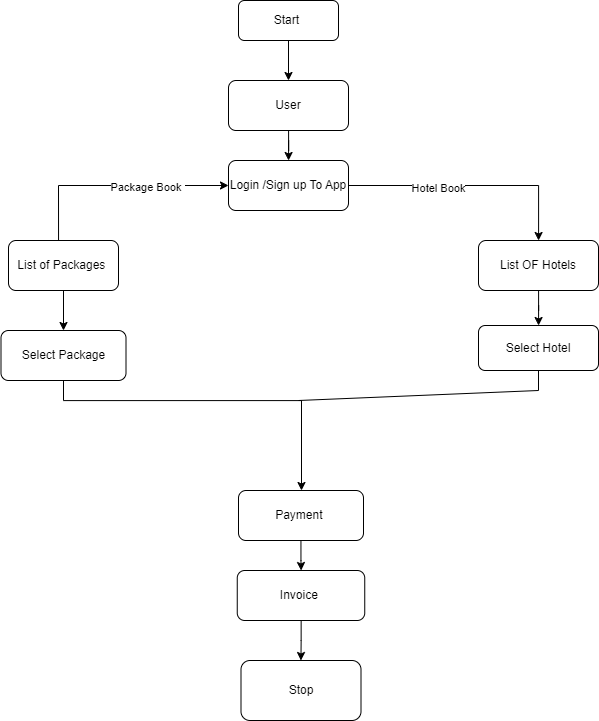 Start
User
Login /Sign up To App
Package Book
Hotel Book
List of Packages
List OF Hotels
Select Package
Select Hotel
Payment
Invoice
Stop